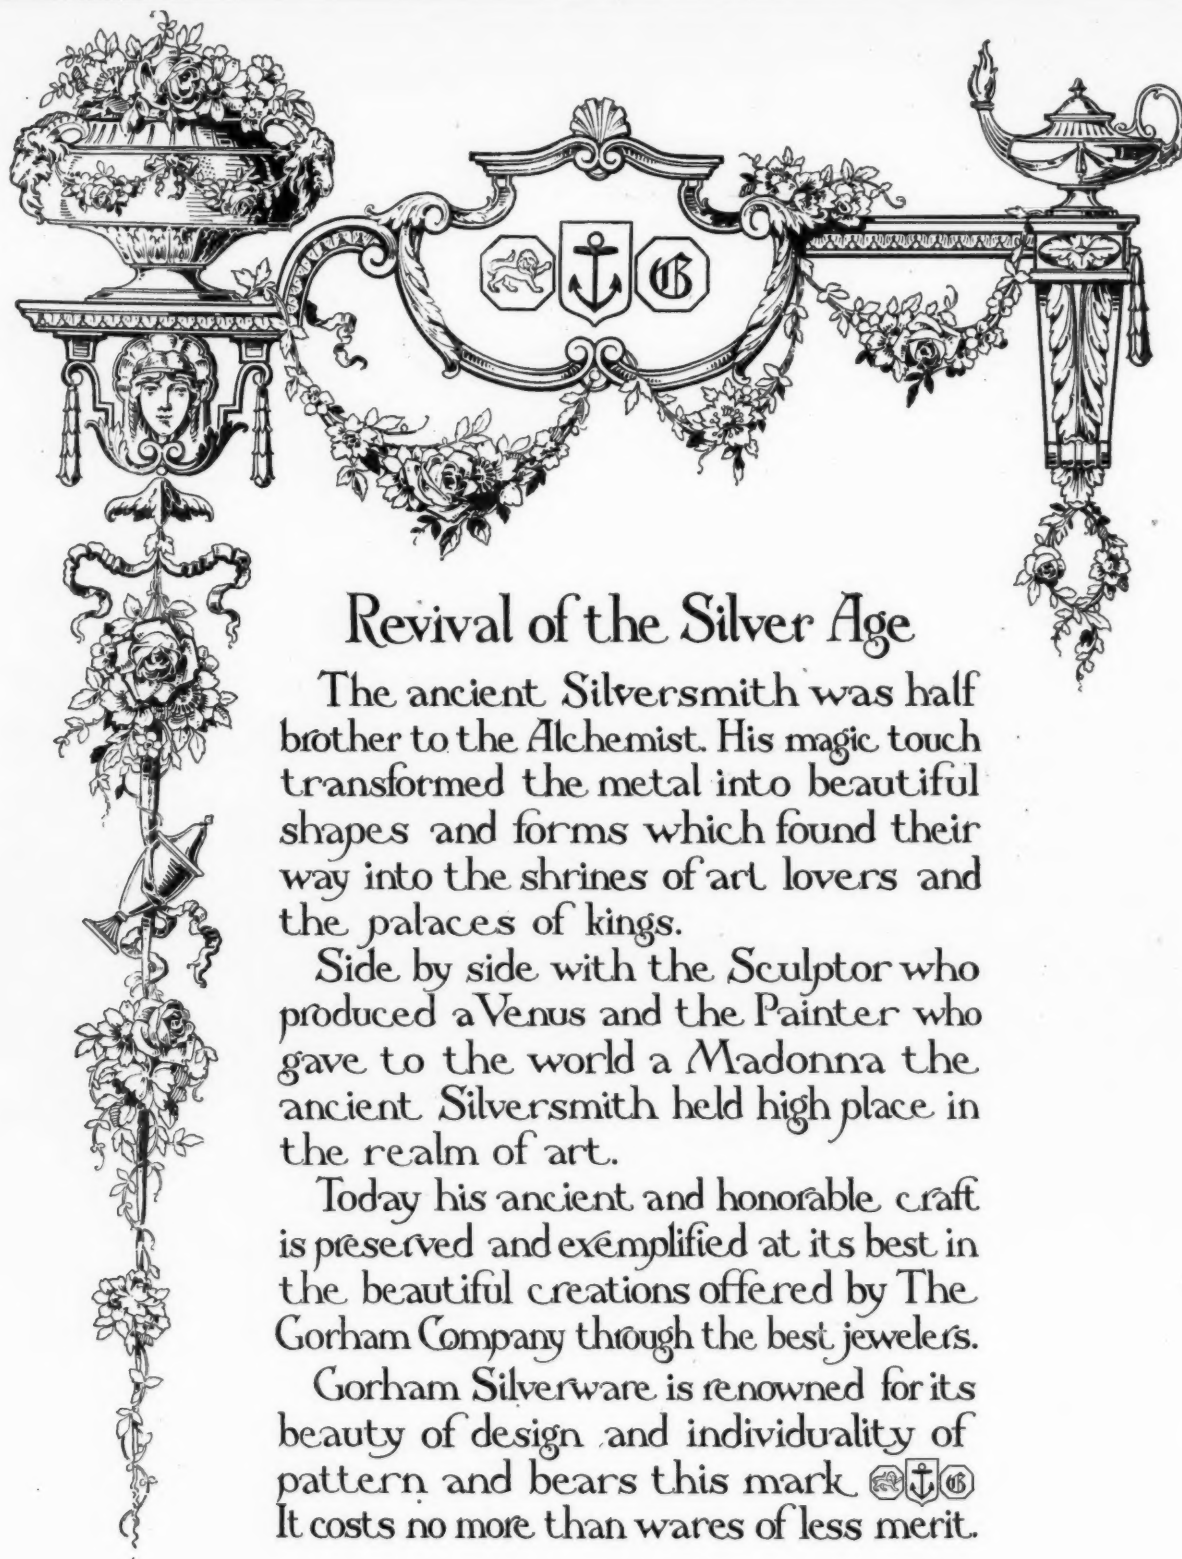 G
Revival of the Silver Age
The ancient Silversmith was half
brother to the Alchemist. His magic touch
transformed the metal into beautiful
shapes and forms which found their
way into the shrines of art lovers and
the palaces of kings.
Side by side with the Sculptor who
produced a Venus and the Painter who
gave to the world a Madonna the
ancient Silversmith held high place in
the realm of art.
Today his ancient and honorable craft
is preserved and exemplified at its best in
the beautiful creations offered by The
Gorham Company through the best jewelers.
Gorham Silverware is renowned for its
beauty of design and individuality of
pattern and bears this mark G
It costs no more than wares of less merit.